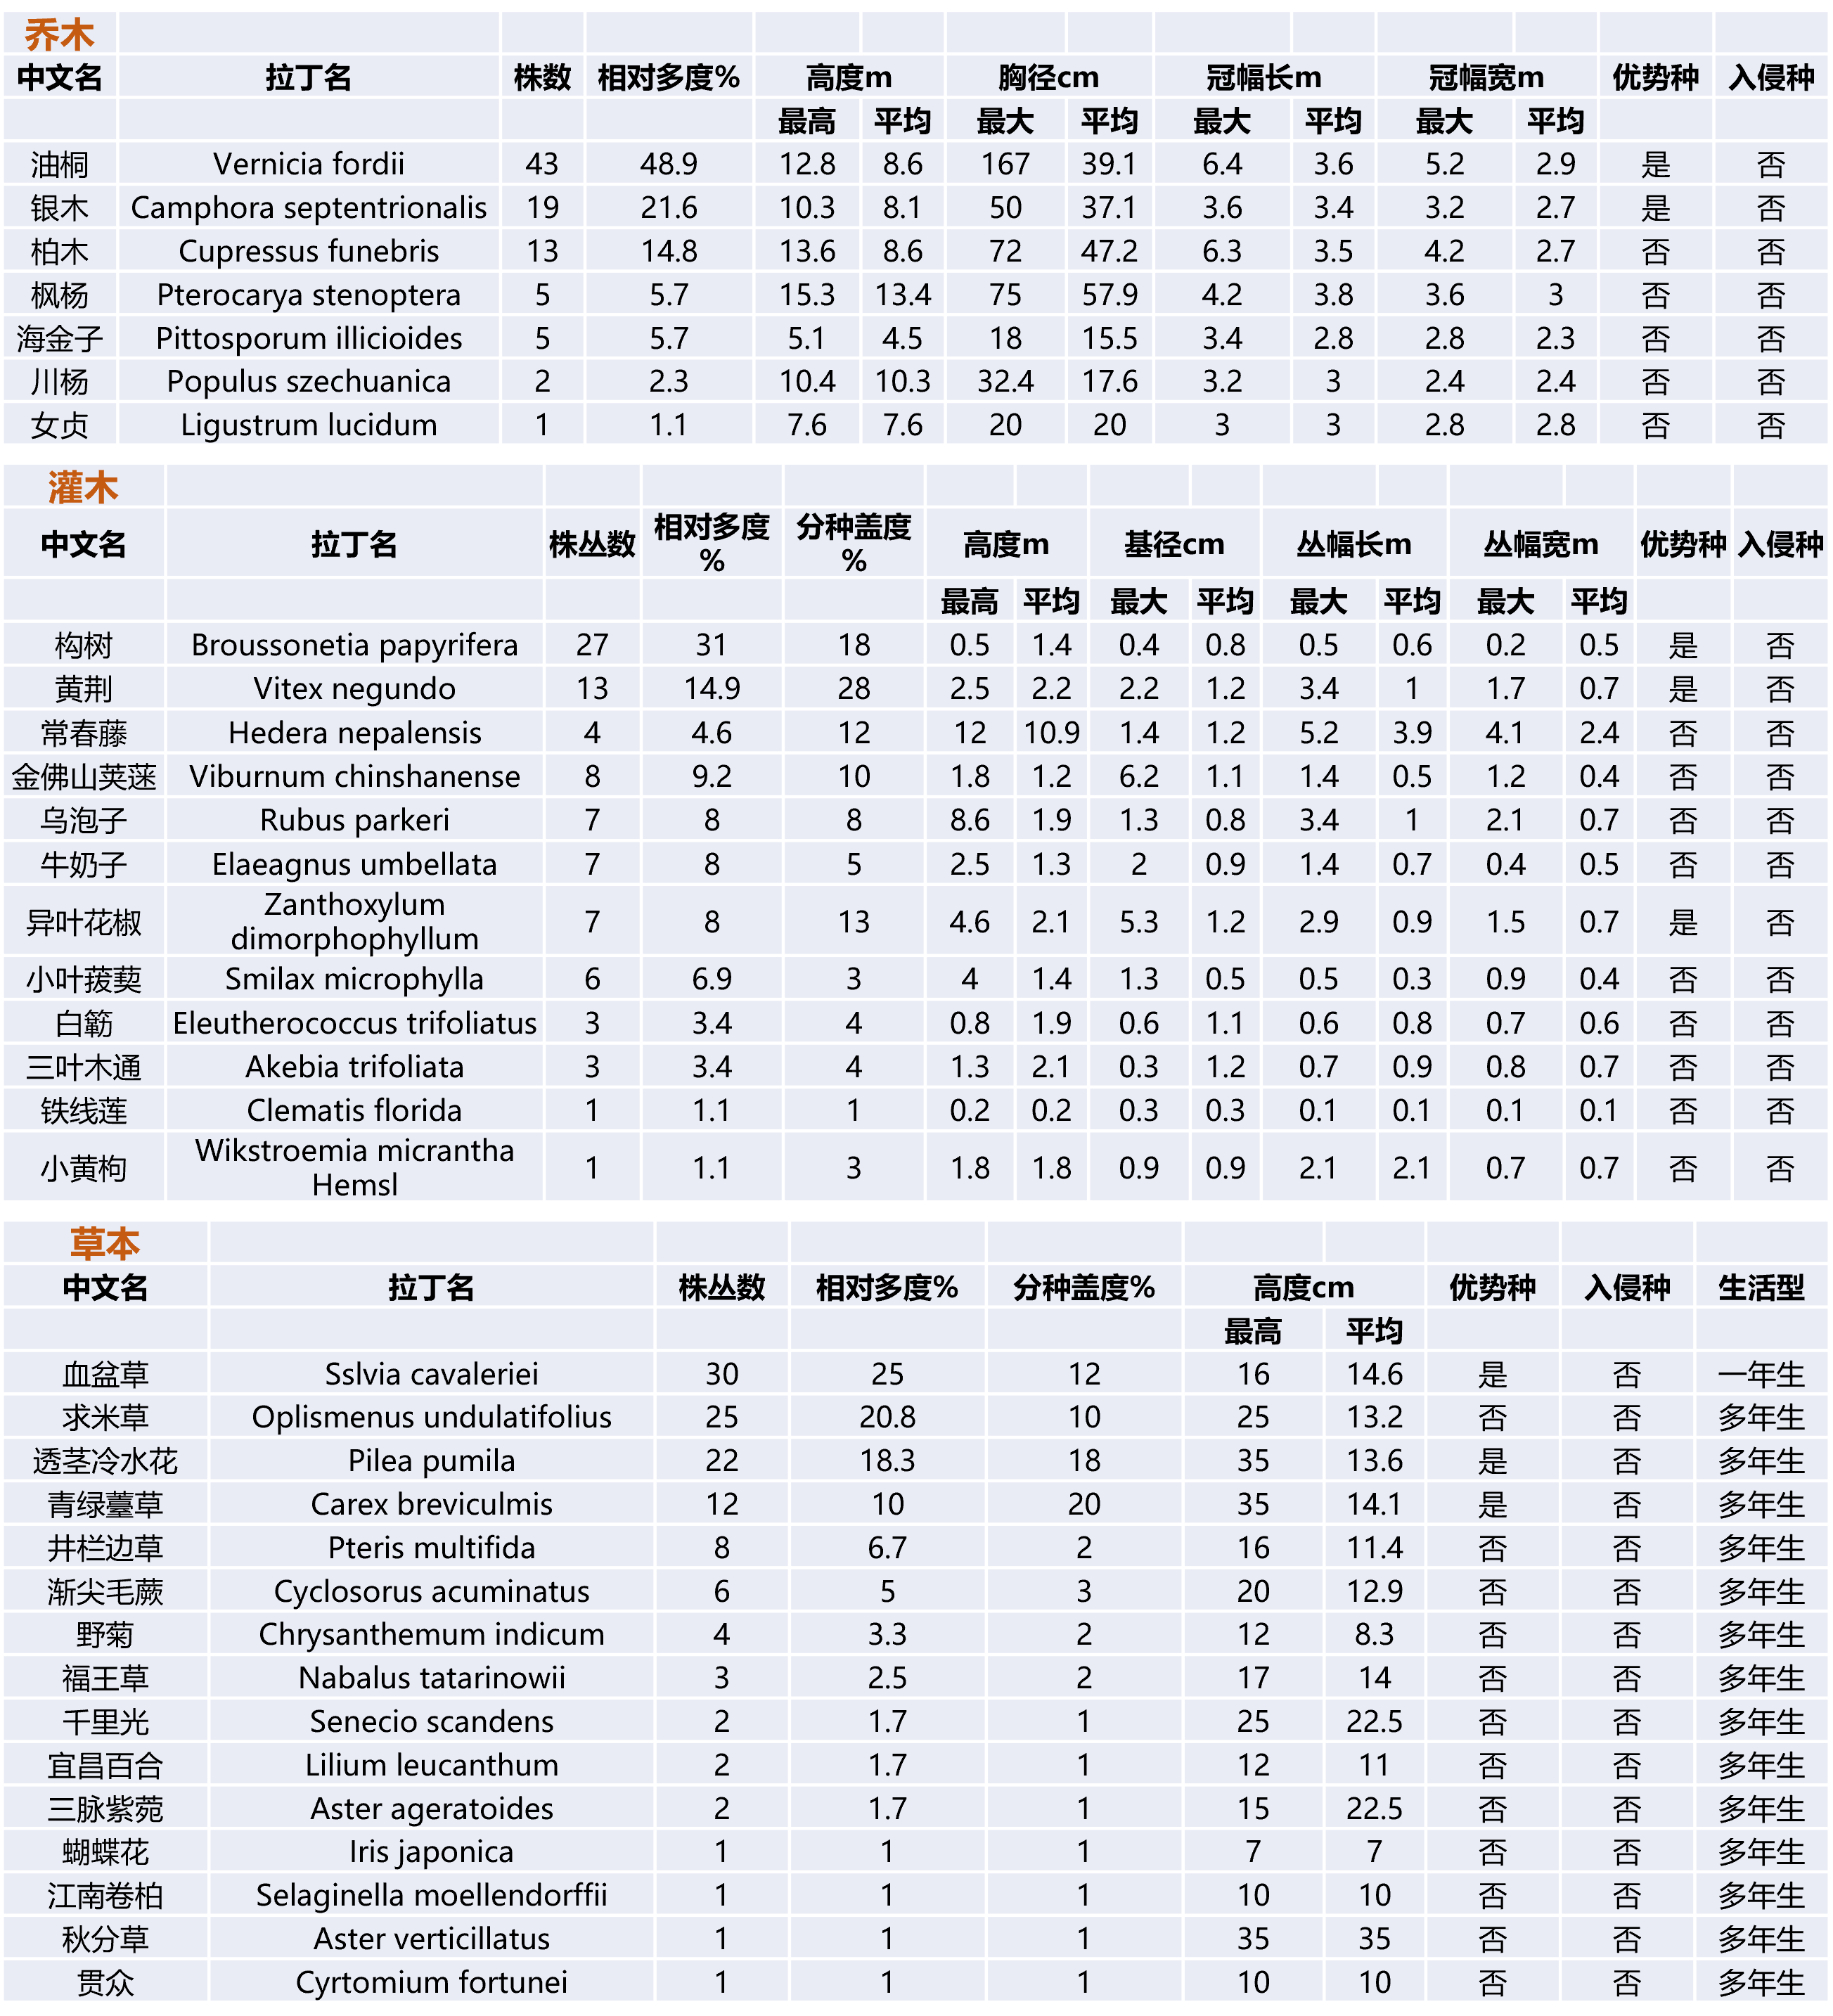 乔木
中文名 拉丁名 株数 相对多度% 高度m 胸径cm 冠幅长m 冠幅宽m 优势种 入侵种
最高 平均 最大 平均 最大 平均 最大 平均
油桐 Vernicia fordii 43 48.9 12.8 8.6 167 39.1 6.4 3.6 5.2 2.9 是 否
银木 Camphora septentrionalis 19 21.6 10.3 8.1 50 37.1 3.6 3.4 3.2 2.7 是 否
柏木 Cupressus funebris 13 14.8 13.6 8.6 72 47.2 6.3 3.5 4.2 2.7 否 否
枫杨 Pterocarya stenoptera 5 5.7 15.3 13.4 75 57.9 4.2 3.8 3.6 3 否 否
海金子 Pittosporum illicioides 5 5.7 5.1 4.5 18 15.5 3.4 2.8 2.8 2.3 否 否
川杨 Populus szechuanica 2 2.3 10.4 10.3 32.4 17.6 3.2 3 2.4 2.4 否 否
女贞 Ligustrum lucidum 1 1.1 7.6 7.6 20 20 3 3 2.8 2.8 否 否
灌木
中文名 拉丁名 株丛数 相对多度% 分种盖度% 高度m 基径cm 丛幅长m 丛幅宽m 优势种 入侵种
最高 平均 最大 平均 最大 平均 最大 平均
构树 Broussonetia papyrifera 27 31 18 0.5 1.4 0.4 0.8 0.5 0.6 0.2 0.5 是 否
黄荆 Vitex negundo 13 14.9 28 2.5 2.2 2.2 1.2 3.4 1 1.7 0.7 是 否
常春藤 Hedera nepalensis 4 4.6 12 12 10.9 1.4 1.2 5.2 3.9 4.1 2.4 否 否
金佛山荚蒾 Viburnum chinshanense 8 9.2 10 1.8 1.2 6.2 1.1 1.4 0.5 1.2 0.4 否 否
乌泡子 Rubus parkeri 7 8 8 8.6 1.9 1.3 0.8 3.4 1 2.1 0.7 否 否
牛奶子 Elaeagnus umbellata 7 8 5 2.5 1.3 2 0.9 1.4 0.7 0.4 0.5 否 否
异叶花椒 Zanthoxylum dimorphophyllum 7 8 13 4.6 2.1 5.3 1.2 2.9 0.9 1.5 0.7 是 否
小叶菝葜 Smilax microphylla 6 6.9 3 4 1.4 1.3 0.5 0.5 0.3 0.9 0.4 否 否
白簕 Eleutherococcus trifoliatus 3 3.4 4 0.8 1.9 0.6 1.1 0.6 0.8 0.7 0.6 否 否
三叶木通 Akebia trifoliata 3 3.4 4 1.3 2.1 0.3 1.2 0.7 0.9 0.8 0.7 否 否
铁线莲 Clematis florida 1 1.1 1 0.2 0.2 0.3 0.3 0.1 0.1 0.1 0.1 否 否
小黄枸 Wikstroemia micrantha Hemsl 1 1.1 3 1.8 1.8 0.9 0.9 2.1 2.1 0.7 0.7 否 否
草本
中文名 拉丁名 株丛数 相对多度% 分种盖度% 高度cm 优势种 入侵种 生活型
最高 平均
血盆草 Sslvia cavaleriei 30 25 12 16 14.6 是 否 一年生
求米草 Oplismenus undulatifolius 25 20.8 10 25 13.2 否 否 多年生
透茎冷水花 Pilea pumila 22 18.3 18 35 13.6 是 否 多年生
青绿薹草 Carex breviculmis 12 10 20 35 14.1 是 否 多年生
井栏边草 Pteris multifida 8 6.7 2 16 11.4 否 否 多年生
渐尖毛蕨 Cyclosorus acuminatus 6 5 3 20 12.9 否 否 多年生
野菊 Chrysanthemum indicum 4 3.3 2 12 8.3 否 否 多年生
福王草 Nabalus tatarinowii 3 2.5 2 17 14 否 否 多年生
千里光 Senecio scandens 2 1.7 1 25 22.5 否 否 多年生
宜昌百合 Lilium leucanthum 2 1.7 1 12 11 否 否 多年生
三脉紫菀 Aster ageratoides 2 1.7 1 15 22.5 否 否 多年生
蝴蝶花 Iris japonica 1 1 1 7 7 否 否 多年生
江南卷柏 Selaginella moellendorffii 1 1 1 10 10 否 否 多年生
秋分草 Aster verticillatus 1 1 1 35 35 否 否 多年生
贯众 Cyrtomium fortunei 1 1 1 10 10 否 否 多年生